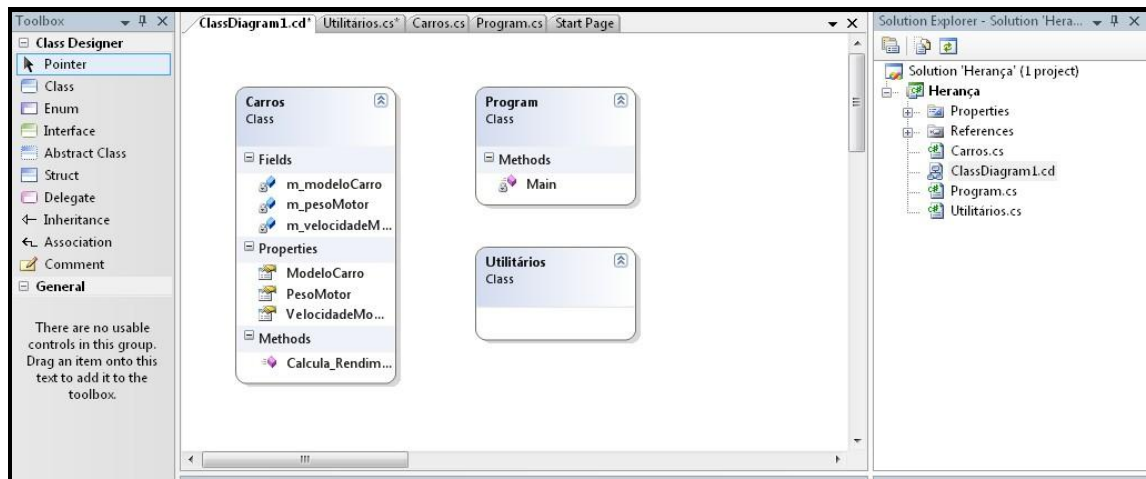 Toolbox
Class Designer
Pointer
Class
Enum
Interface
Abstract Class
Struct
Delegate
Inheritance
Association
Comment
General
There are no usable
controls in this group.
Drag an item onto this
text to add it to the
toolbox.
ClassDiagram1.cd* Utilitários.cs* Carros.cs Program.cs Start Page
Carros
Class
Fields
m_modeloCarro
m_pesoMotor
m_velocidadeM...
Properties
ModeloCarro
PesoMotor
VelocidadeMo...
Methods
Calcula_Rendim...
Program
Class
Methods
Main
Utilitários
Class
Solution Explorer - Solution 'Hera...
Solution 'Herança' (1 project)
Herança
Properties
References
Carros.cs
ClassDiagram1.cd
Program.cs
Utilitários.cs